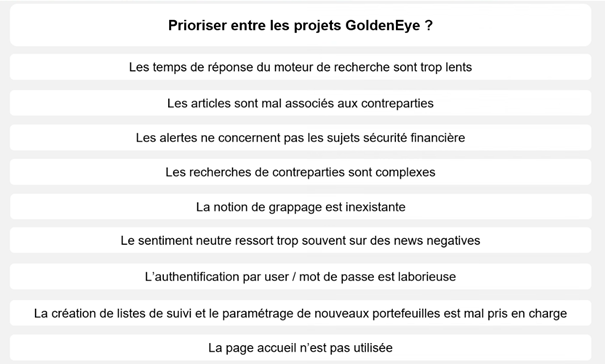 Prioriser entre les projets GoldenEye ?
Les temps de réponse du moteur de recherche sont trop lents
Les articles sont mal associés aux contreparties
Les alertes ne concernent pas les sujets sécurité financière
Les recherches de contreparties sont complexes
La notion de grappage est inexistante
Le sentiment neutre ressort trop souvent sur des news negatives
L’authentification par user / mot de passe est laborieuse
La création de listes de suivi et le paramétrage de nouveaux portefeuilles est mal pris en charge
La page accueil n’est pas utilisée